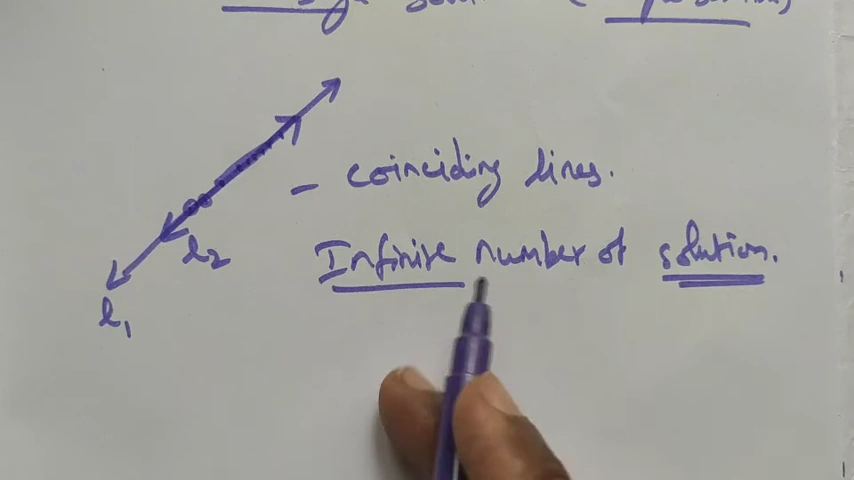 - coinciding lines.
l2
Infinite number of solution.
l1